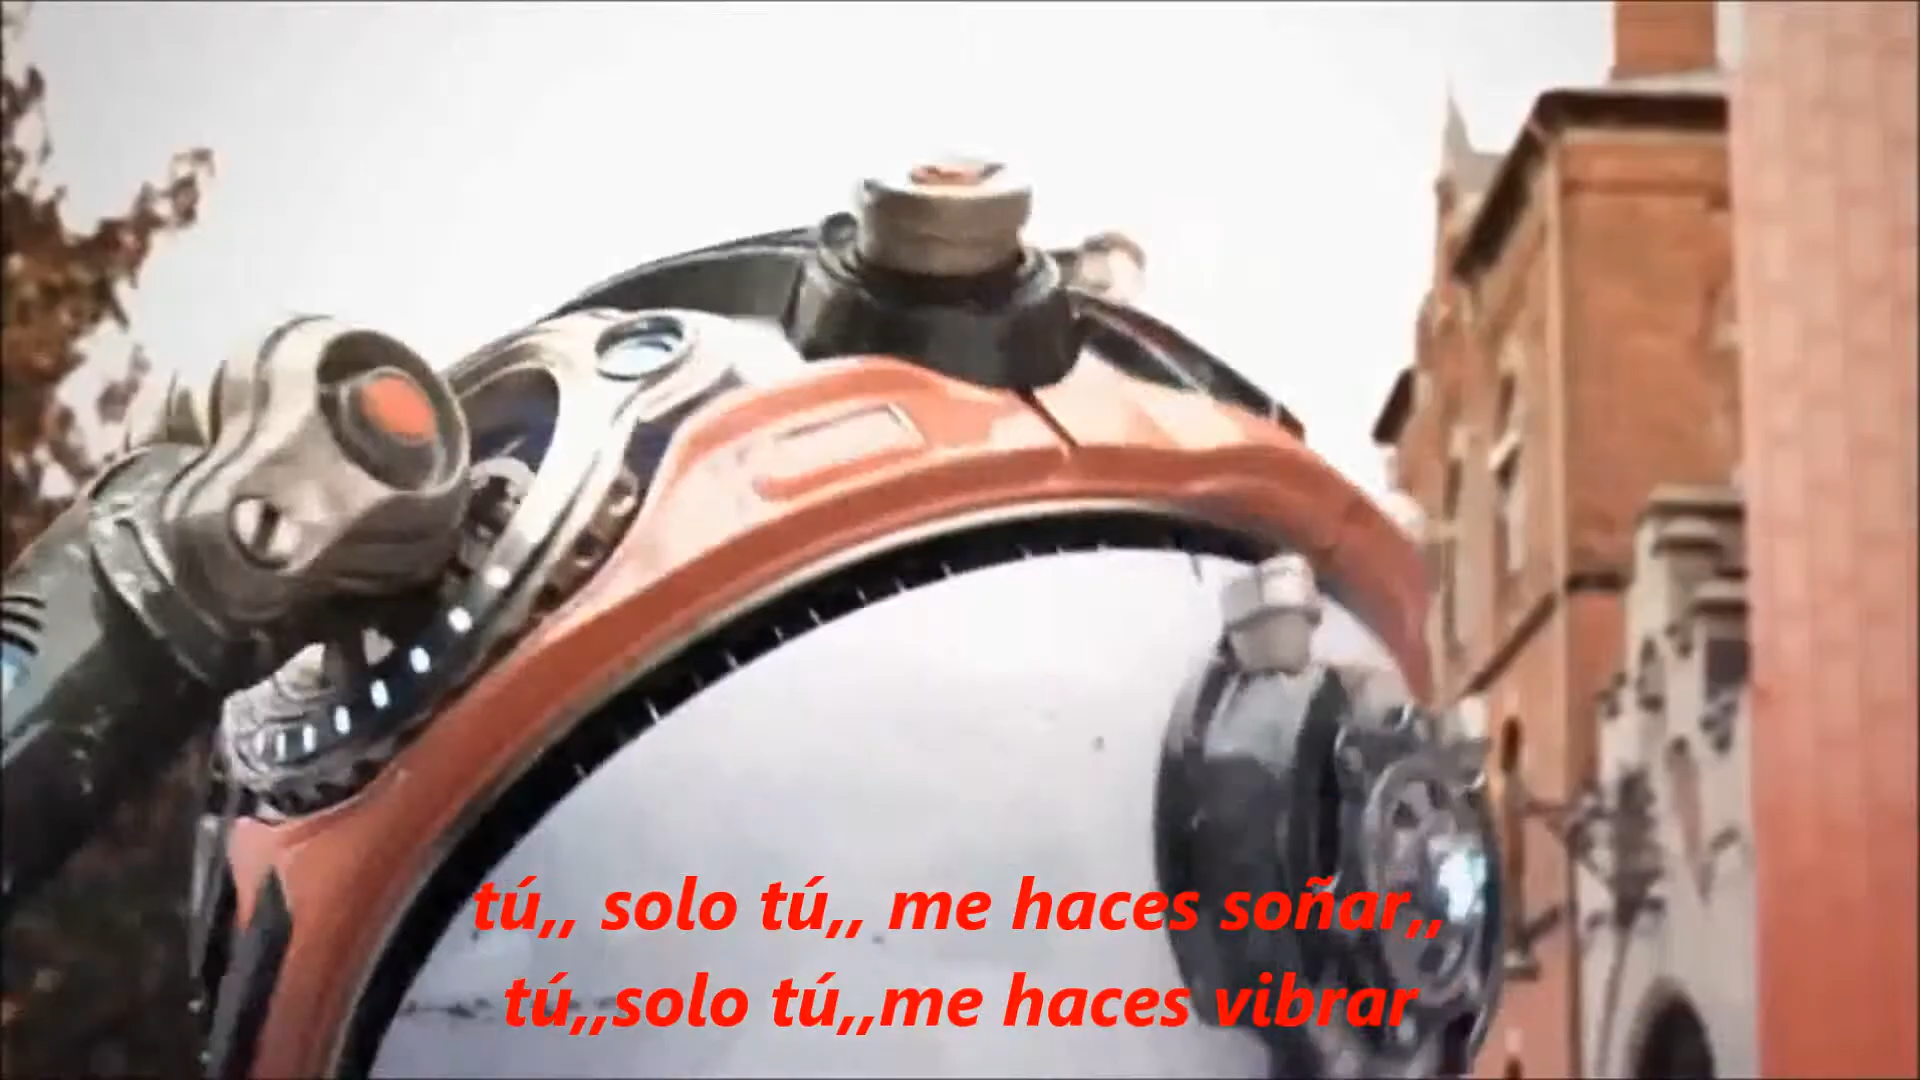 tú,, solo tú,, me haces soñar,,
tú,,solo tú,,me haces vibrar